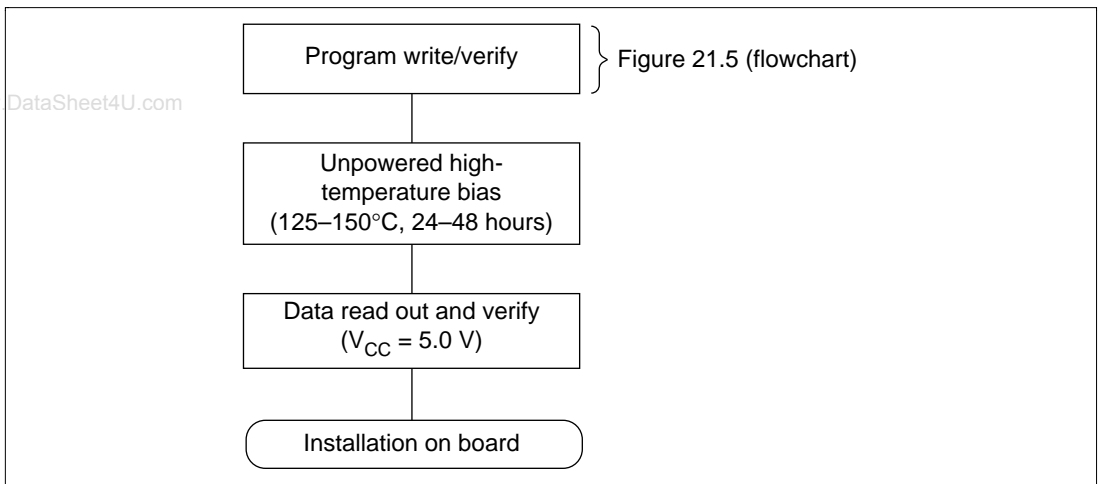 Program write/verify
Figure 21.5 (flowchart)
.DataSheet4U.com
Unpowered high-
temperature bias
(125–150°C, 24–48 hours)
Data read out and verify
(VCC = 5.0 V)
Installation on board